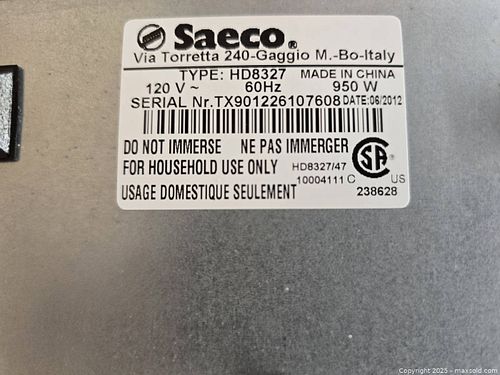 Saeco®
Via Torretta 240-Gaggio M.-Bo-Italy
TYPE: HD8327 MADE IN CHINA
120 V ~ 60Hz 950 W
SERIAL Nr.TX901226107608 DATE:06/2012
DO NOT IMMERSE NE PAS IMMERGER
FOR HOUSEHOLD USE ONLY HD8327/47
10004111 C US
USAGE DOMESTIQUE SEULEMENT 238628
SA
Copyright © 2025 - maxsold.com